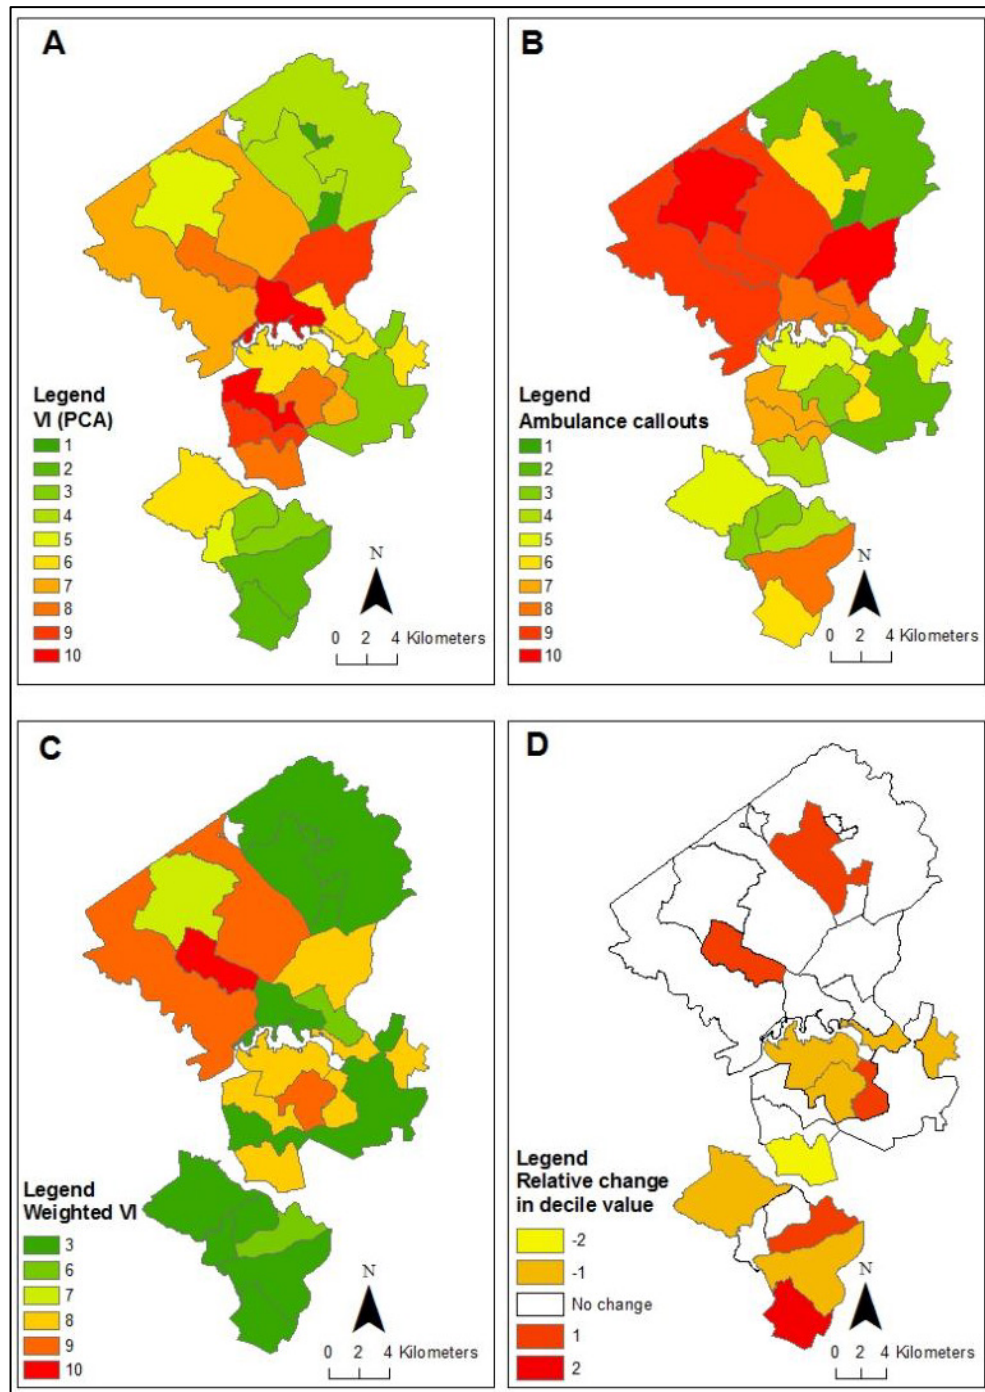 A
Legend
VI (PCA)
1
2
3
4
5
6
7
8
9
10
N
0 2 4 Kilometers
B
Legend
Ambulance callouts
1
2
3
4
5
6
7
8
9
10
N
0 2 4 Kilometers
C
Legend
Weighted VI
3
6
7
8
9
10
N
0 2 4 Kilometers
D
Legend
Relative change
in decile value
-2
-1
No change
1
2
N
0 2 4 Kilometers